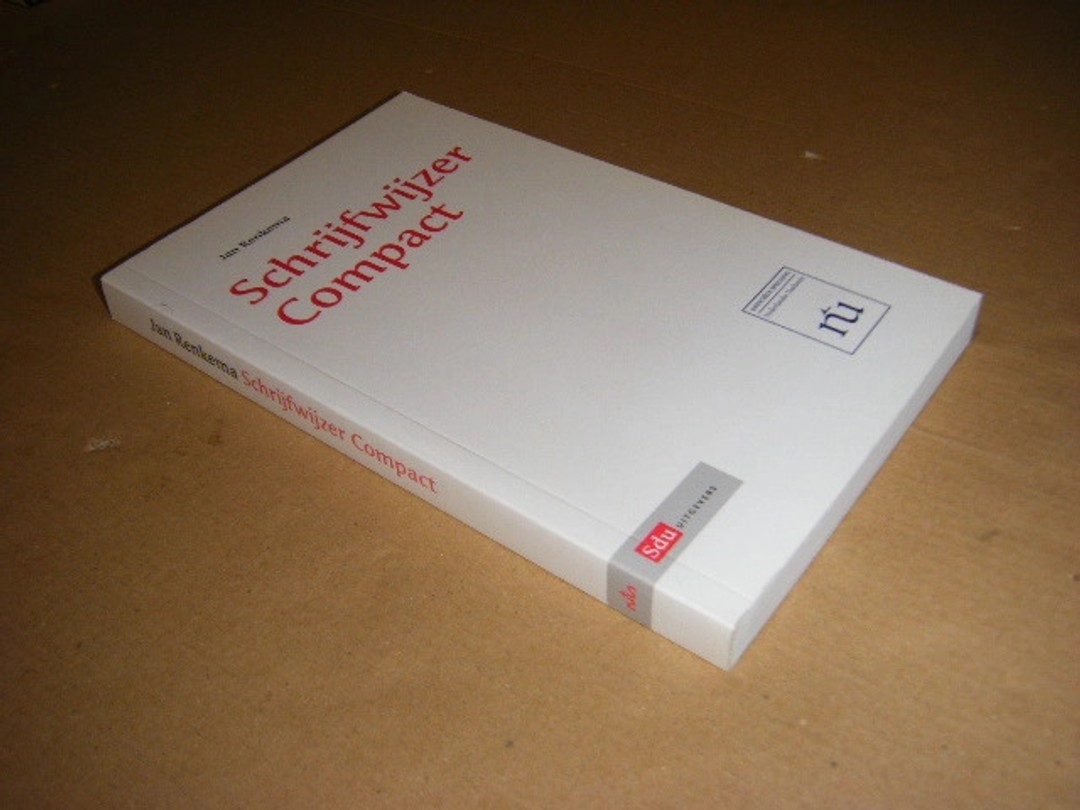 Jan Renkema
Schrijfwijzer
Compact
nu
Sdu UITGEVERS
Jan Renkema Schrijfwijzer Compact